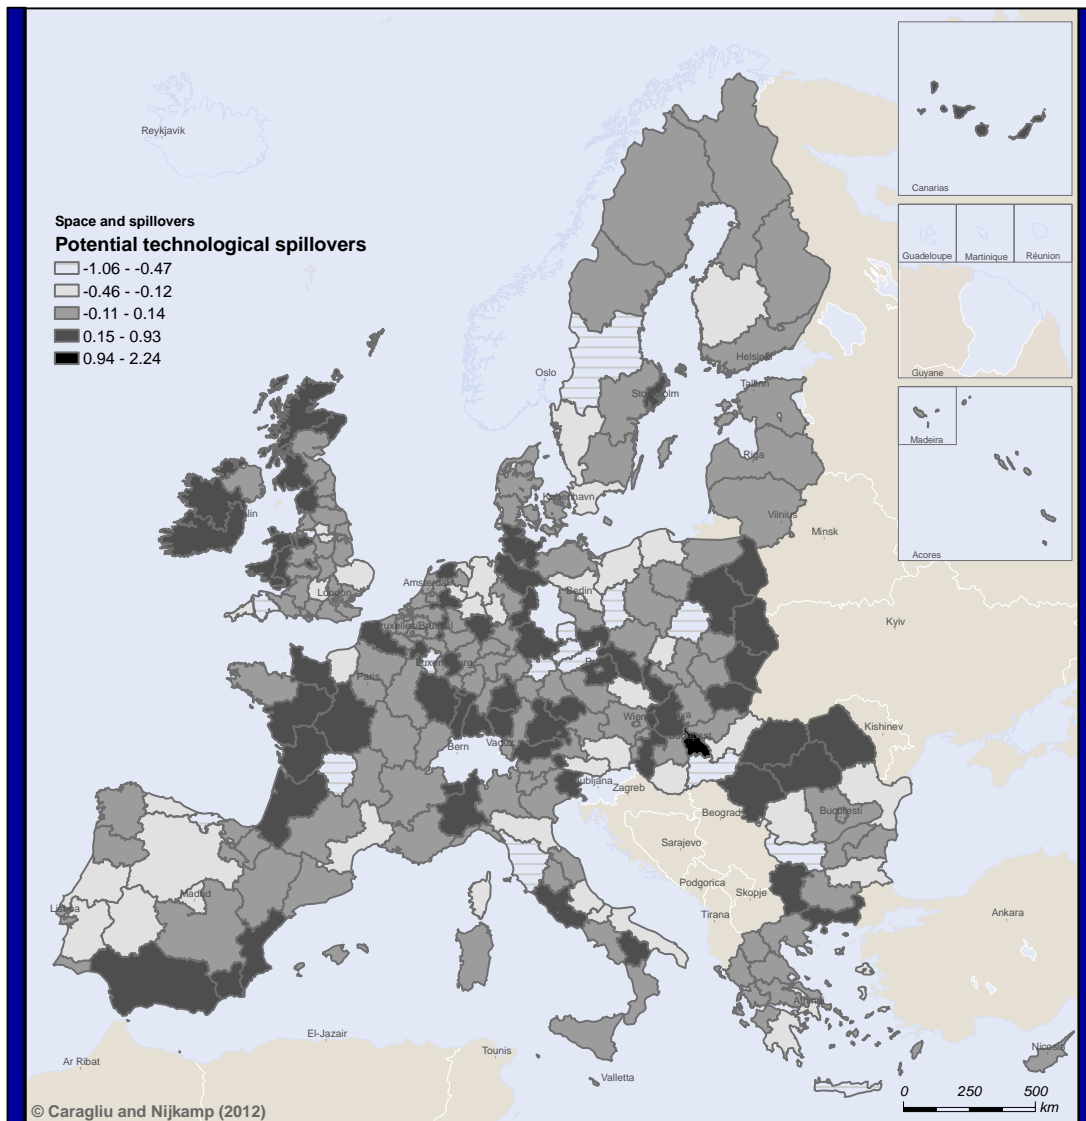 Reykjavik
Canarias
Space and spillovers
Potential technological spillovers
-1.06 - -0.47
-0.46 - -0.12
-0.11 - 0.14
0.15 - 0.93
0.94 - 2.24
Guadeloupe
Martinique
Réunion
Guyane
Madeira
Acores
Oslo
Helsinki
Tallinn
Stockholm
Riga
København
Vilnius
Minsk
Amsterdam
Berlin
London
Kyiv
Bruxelles/Brussel
Luxembourg
Paris
Wien
Budapest
Kishinev
Bern
Vaduz
Ljubljana
Zagreb
Beograd
Bucuresti
Sarajevo
Podgorica
Skopje
Tirana
Madrid
Lisboa
Ankara
Athinai
El-Jazair
Tounis
Ar Ribat
Valletta
Nicosia
0 250 500
km
© Caragliu and Nijkamp (2012)